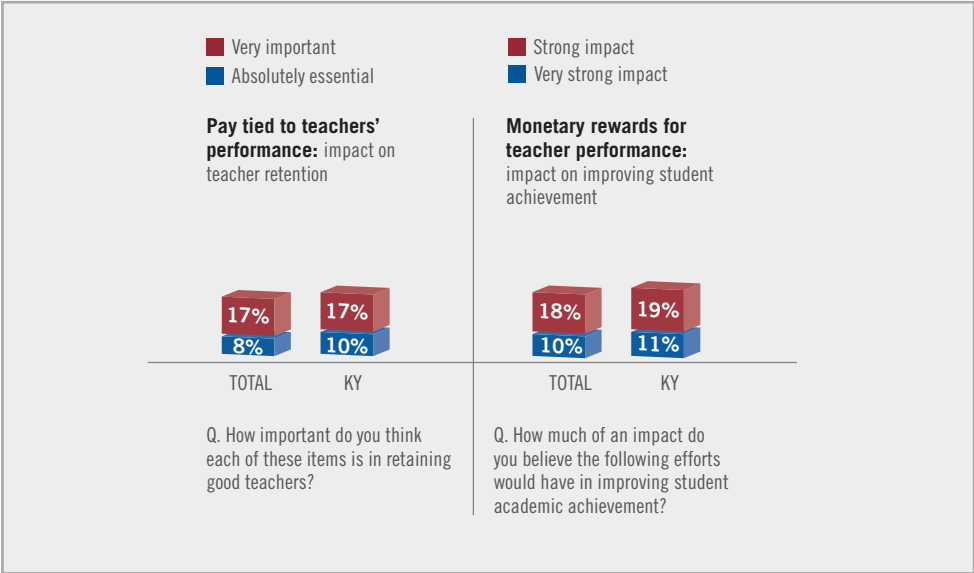 Very important
Absolutely essential
Pay tied to teachers’
performance: impact on
teacher retention
17%
8%
17%
10%
TOTAL
KY
Q. How important do you think
each of these items is in retaining
good teachers?
Strong impact
Very strong impact
Monetary rewards for
teacher performance:
impact on improving student
achievement
18%
10%
19%
11%
TOTAL
KY
Q. How much of an impact do
you believe the following efforts
would have in improving student
academic achievement?